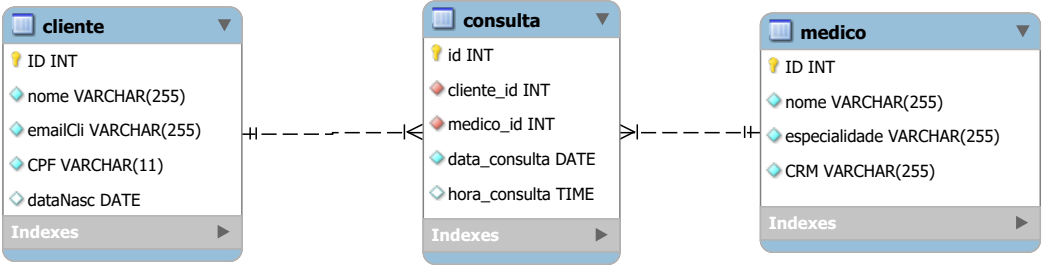 cliente
ID INT
nome VARCHAR(255)
emailCli VARCHAR(255)
CPF VARCHAR(11)
dataNasc DATE
Indexes
consulta
id INT
cliente_id INT
medico_id INT
data_consulta DATE
hora_consulta TIME
Indexes
medico
ID INT
nome VARCHAR(255)
especialidade VARCHAR(255)
CRM VARCHAR(255)
Indexes